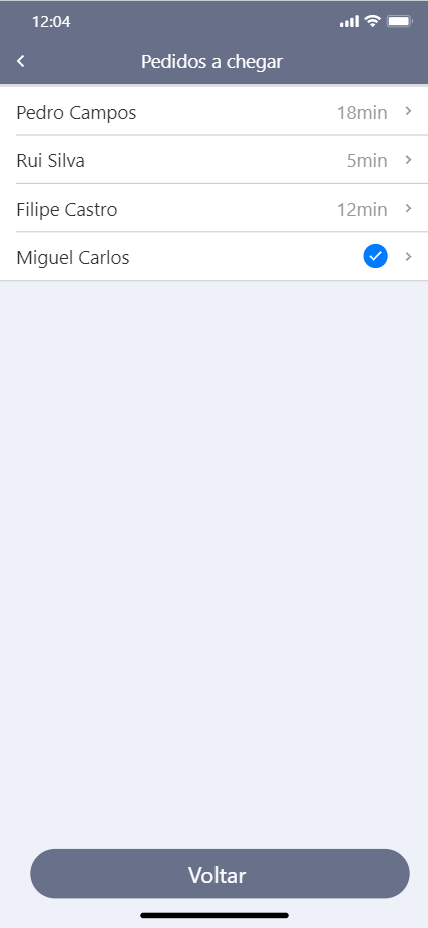 12:04
Pedidos a chegar
Pedro Campos 18min
Rui Silva 5min
Filipe Castro 12min
Miguel Carlos
Voltar